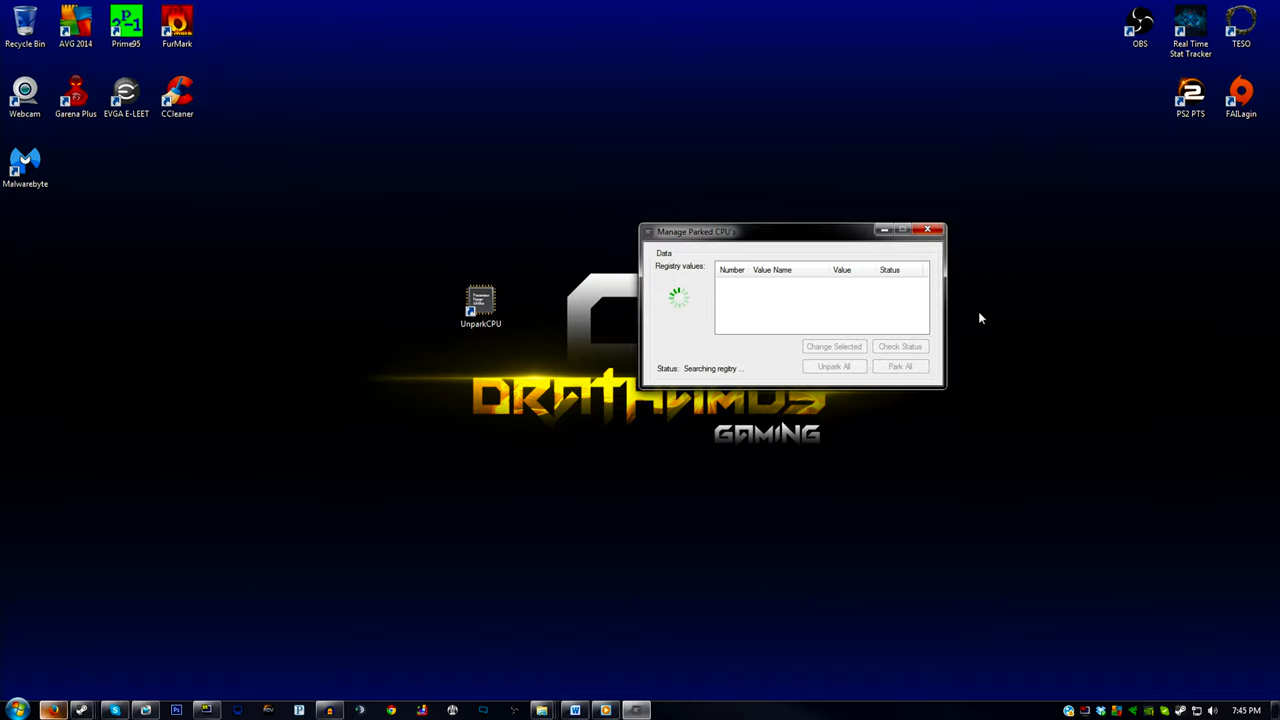 Recycle Bin
AVG 2014
Prime95
FurMark
OBS
Real Time
Stat Tracker
TESO
Webcam
Garena Plus
EVGA E-LEET
CCleaner
PS2 PTS
FAILagin
Malwarebyte
Manage Parked CPU's
Data
Registry values:
Number Value Name Value Status
UnparkCPU
Change Selected Check Status
Status: Searching regitry ... Unpark All Park All
DRATHAMUS
GAMING
7:45 PM